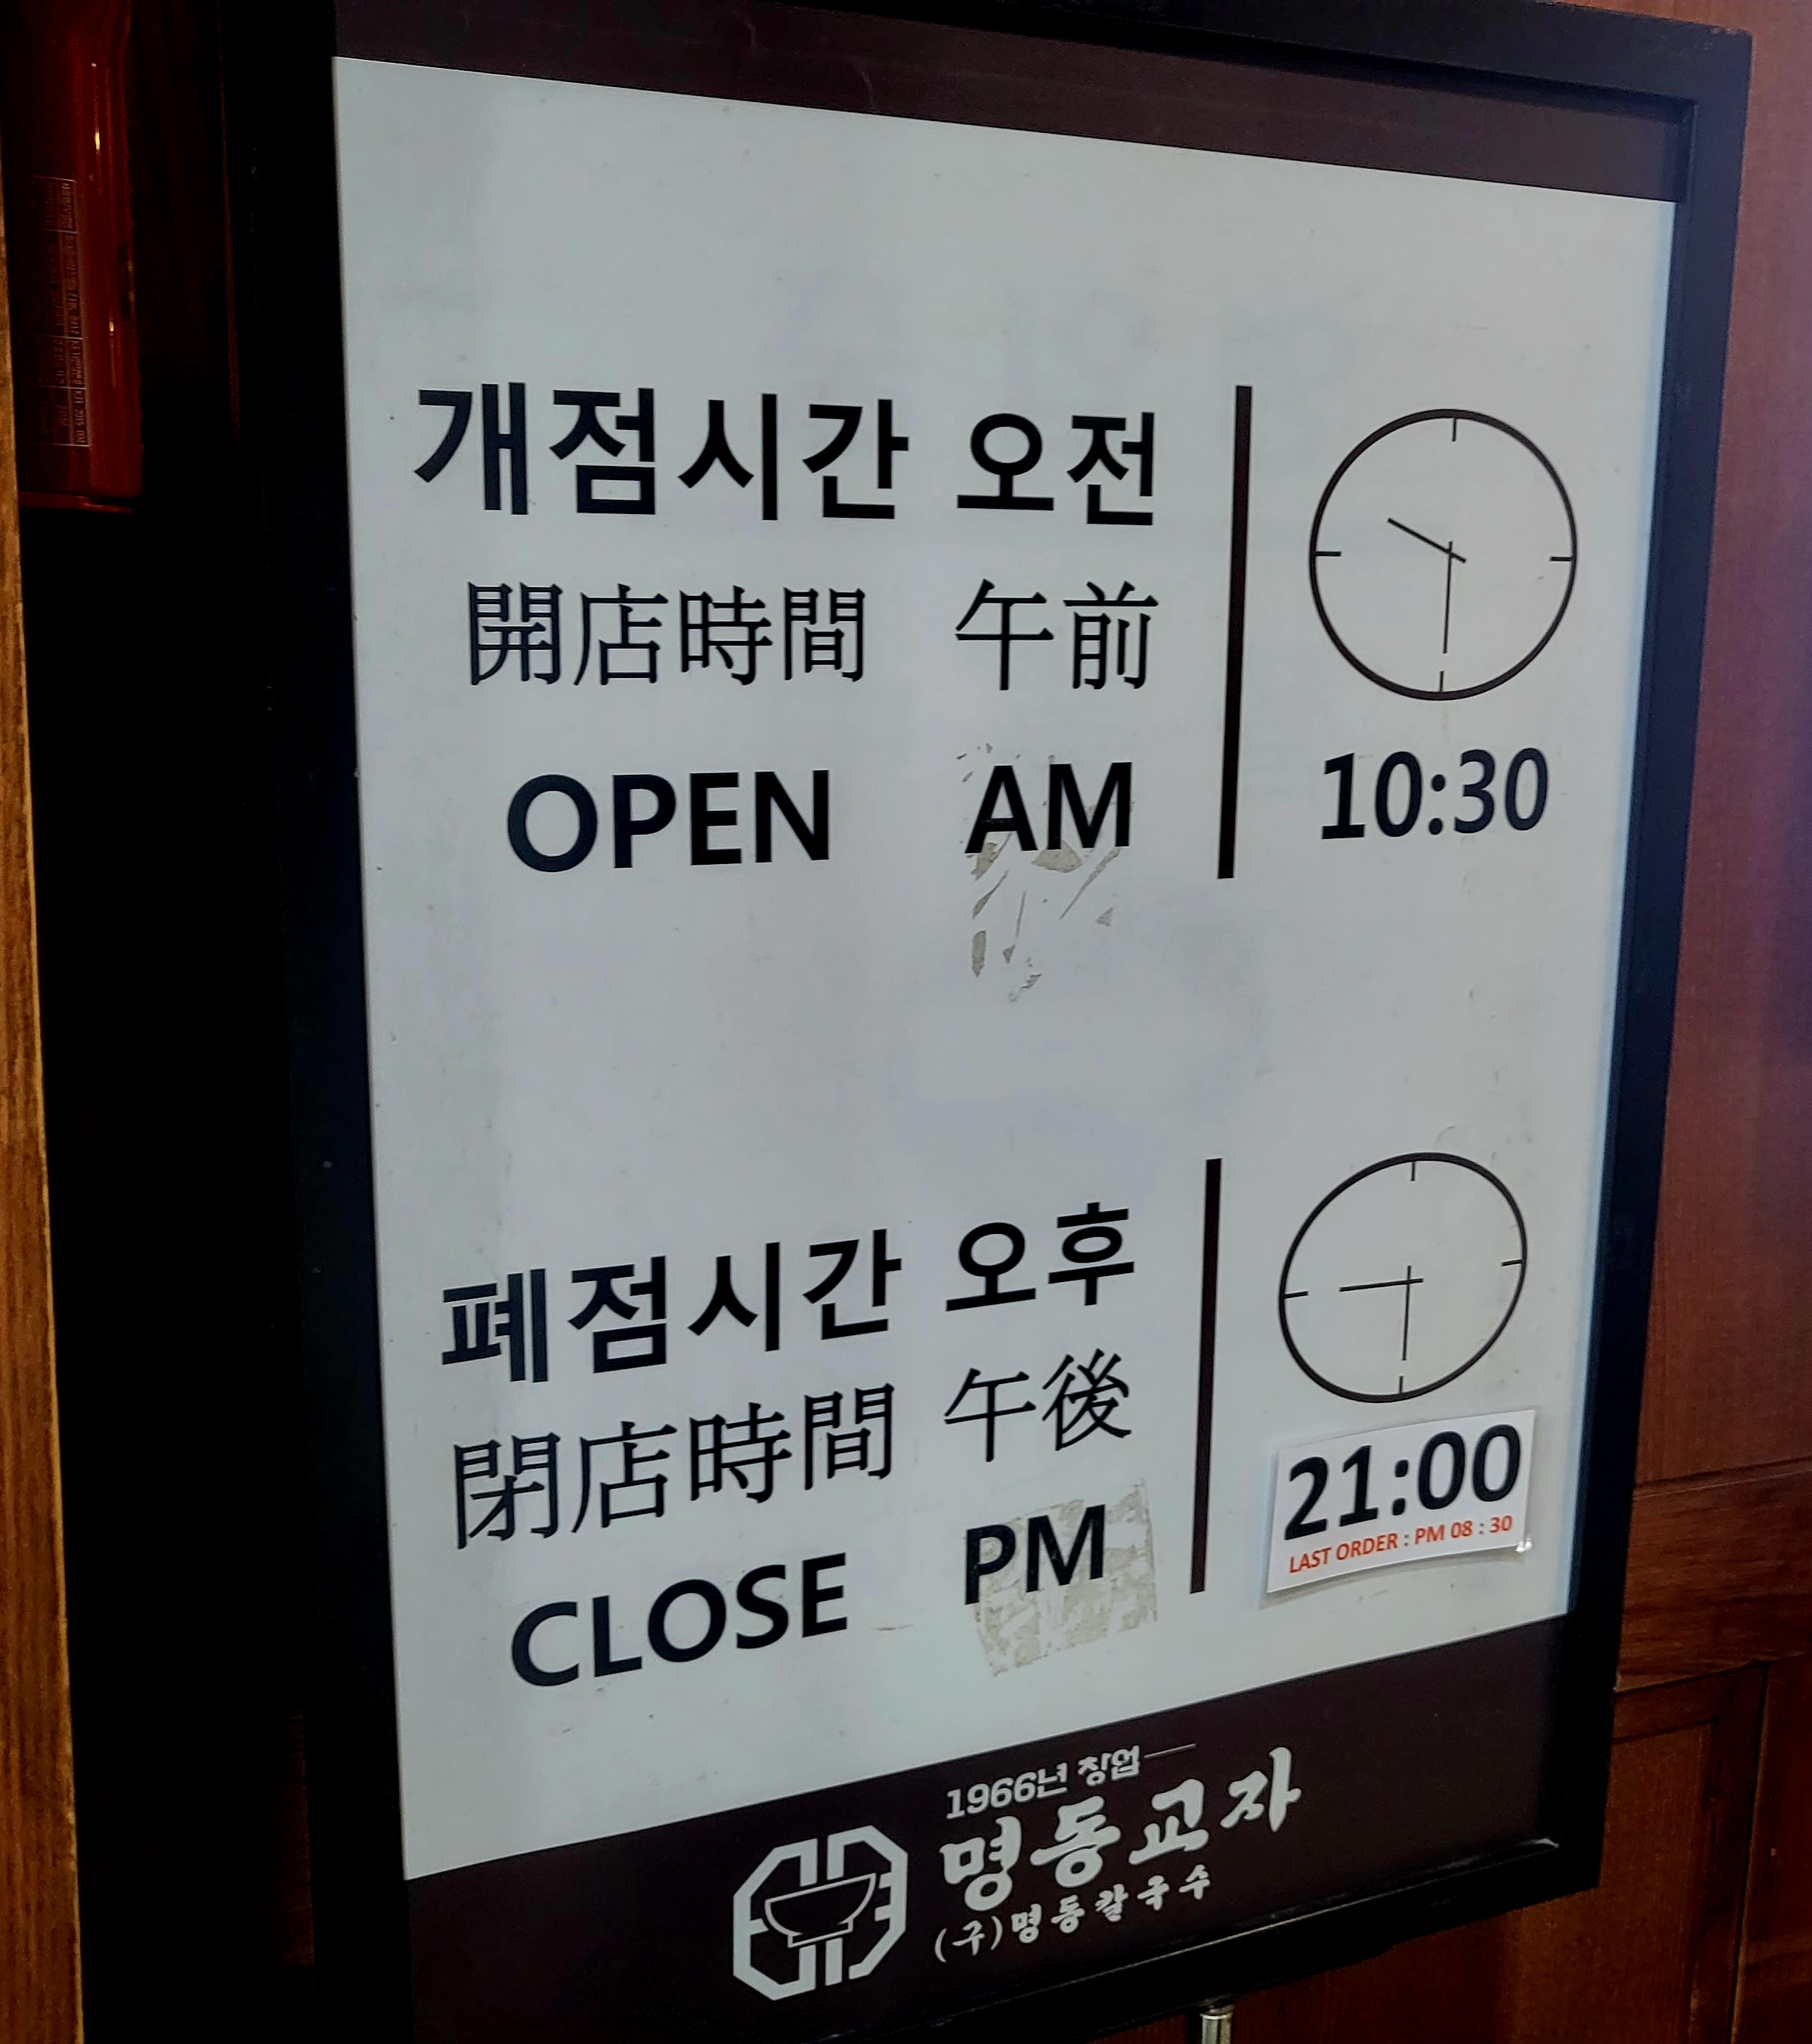 개점시간 오전
開店時間 午前
OPEN AM
10:30
폐점시간 오후
閉店時間 午後
CLOSE PM
21:00
LAST ORDER : PM 08 : 30
1966년 창업
명동교자
(구)명동칼국수